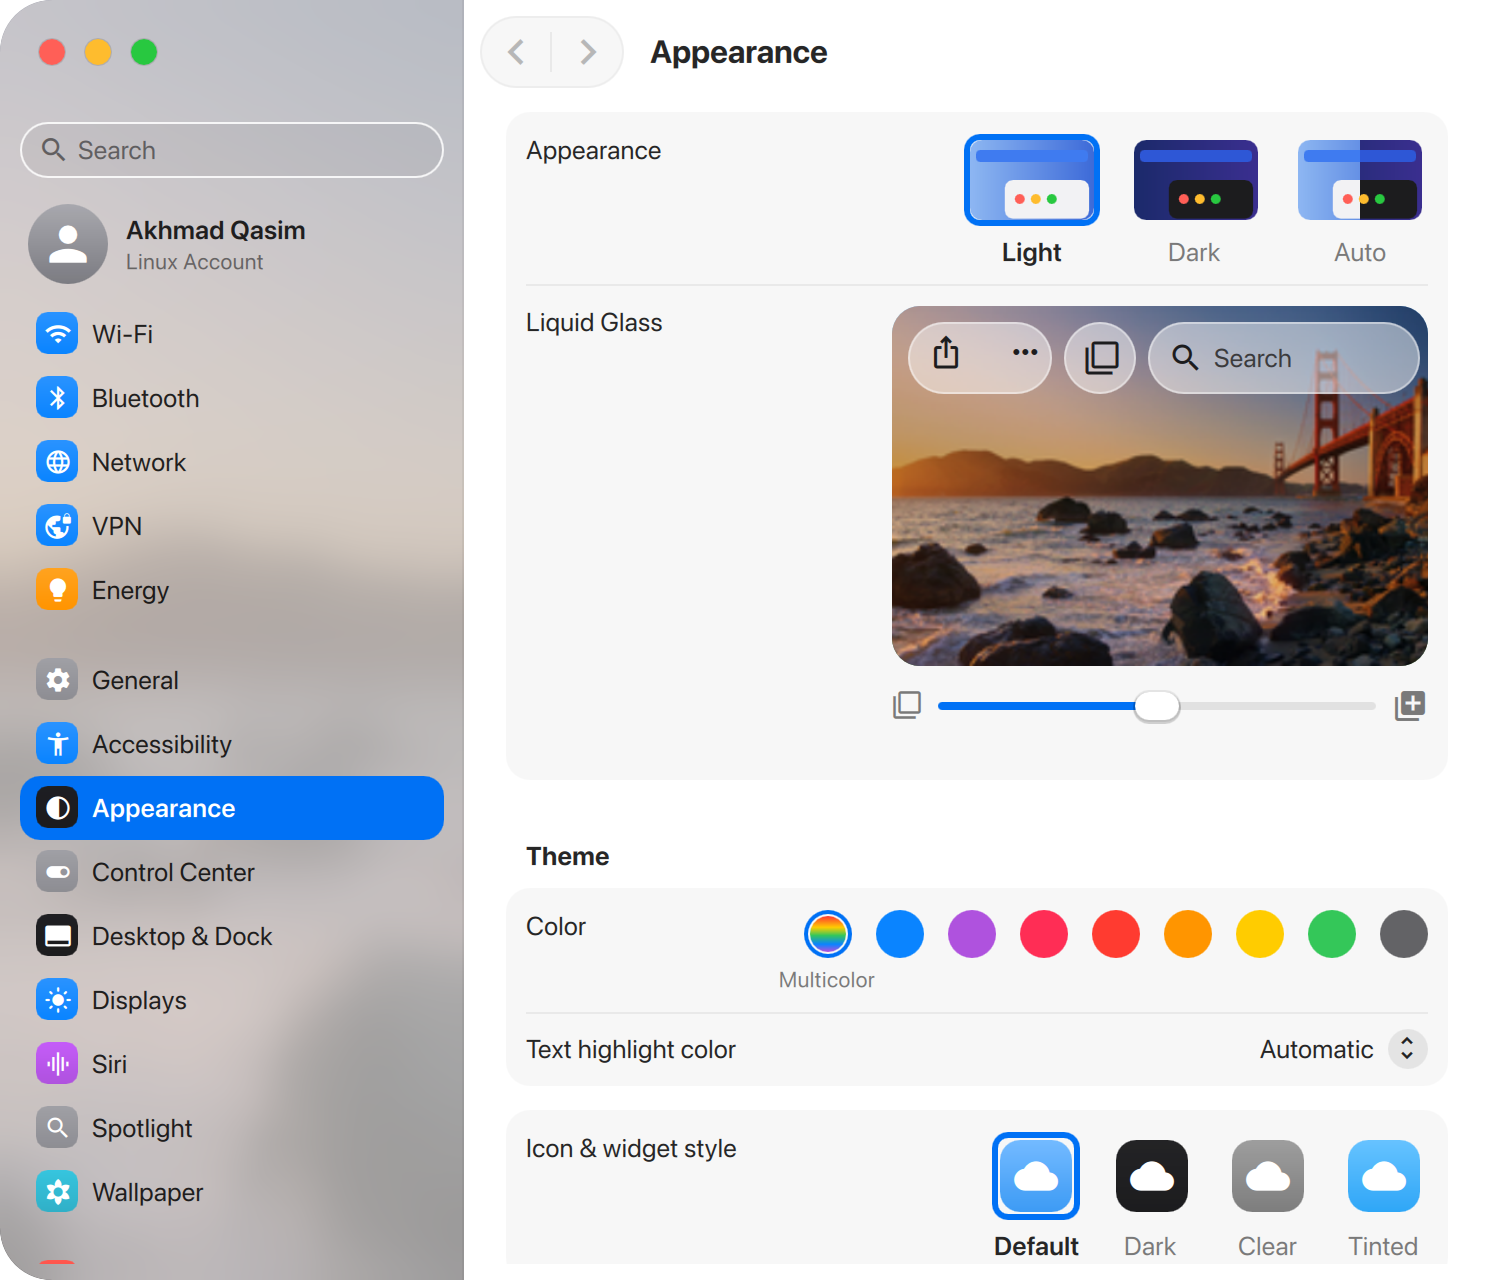 Search
Akhmad Qasim
Linux Account
Wi-Fi
Bluetooth
Network
VPN
Energy
General
Accessibility
Appearance
Control Center
Desktop & Dock
Displays
Siri
Spotlight
Wallpaper
Appearance
Appearance
Light
Dark
Auto
Liquid Glass
Search
Theme
Color
Multicolor
Text highlight color
Automatic
Icon & widget style
Default
Dark
Clear
Tinted